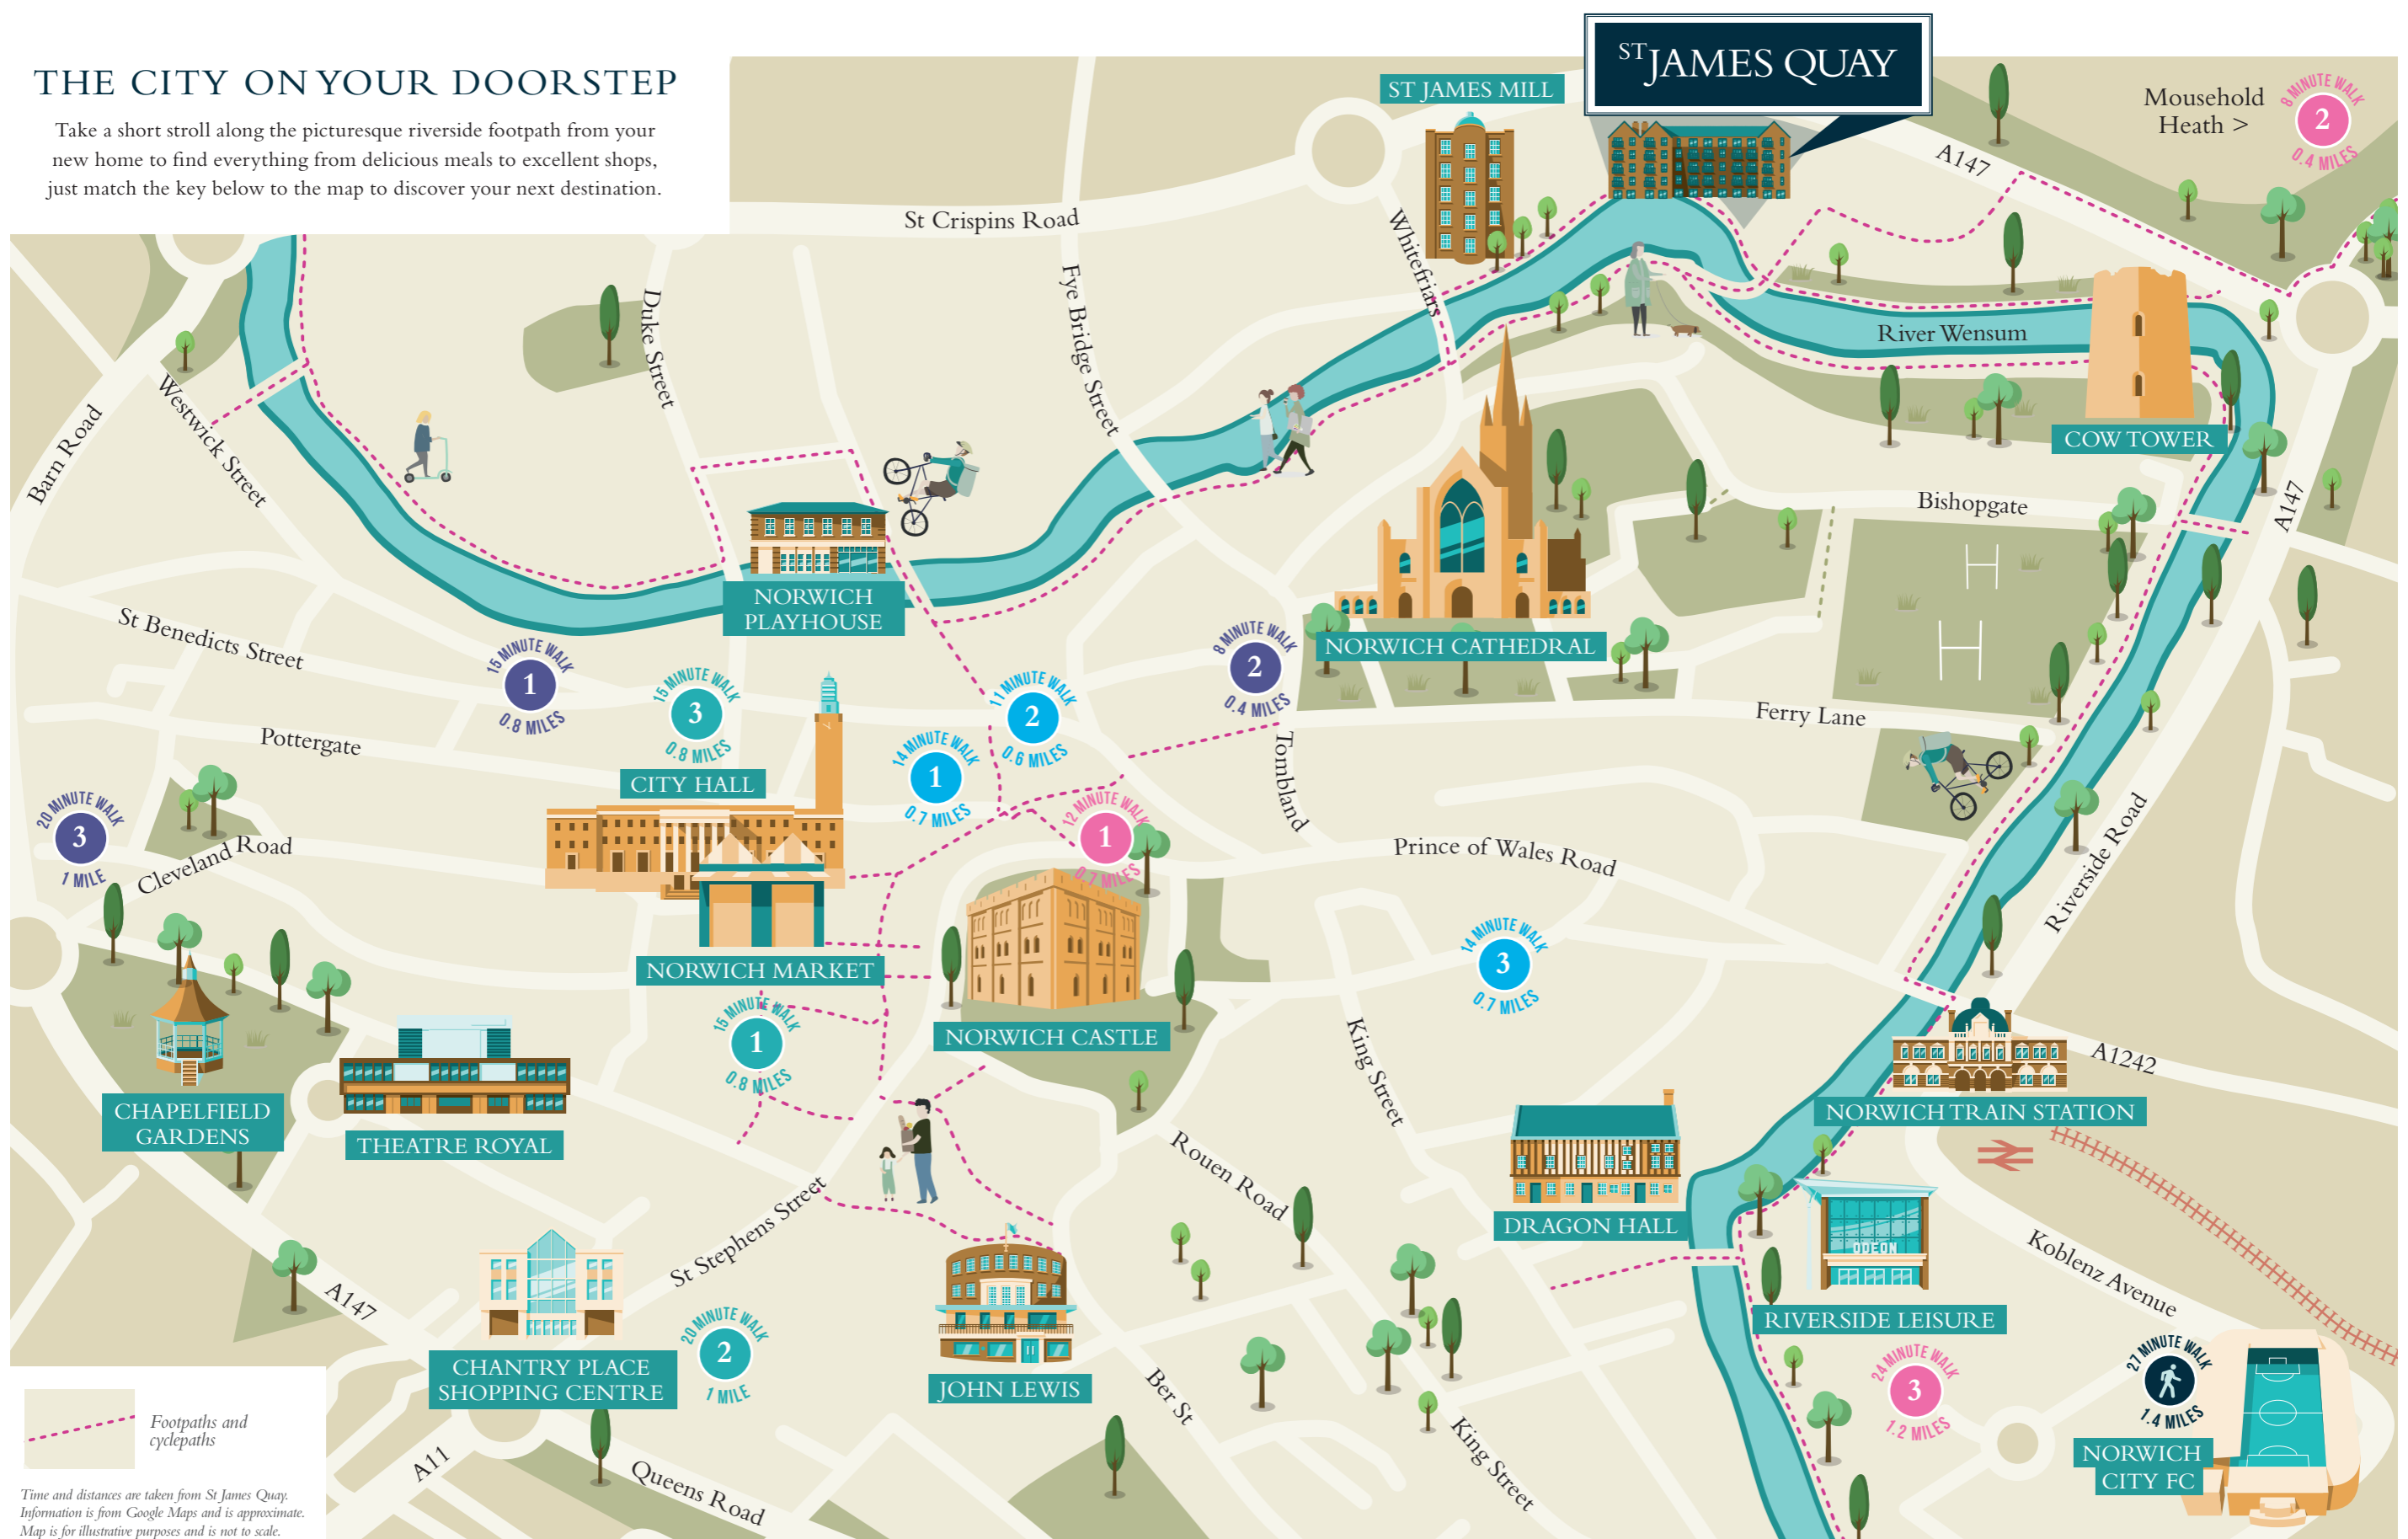 THE CITY ON YOUR DOORSTEP
Take a short stroll along the picturesque riverside footpath from your
new home to find everything from delicious meals to excellent shops,
just match the key below to the map to discover your next destination.
ST JAMES QUAY
ST JAMES MILL
Mousehold
Heath >
8 MINUTE WALK
2
0.4 MILES
A147
St Crispins Road
Whitefriars
Fye Bridge Street
Duke Street
River Wensum
COW TOWER
Barn Road
Westwick Street
Bishopgate
A147
NORWICH
PLAYHOUSE
NORWICH CATHEDRAL
St Benedicts Street
15 MINUTE WALK
1
0.8 MILES
15 MINUTE WALK
3
0.8 MILES
11 MINUTE WALK
2
0.6 MILES
8 MINUTE WALK
2
0.4 MILES
Ferry Lane
Pottergate
CITY HALL
14 MINUTE WALK
1
0.7 MILES
Tombland
12 MINUTE WALK
1
0.7 MILES
20 MINUTE WALK
3
1 MILE
Cleveland Road
Prince of Wales Road
Riverside Road
NORWICH MARKET
14 MINUTE WALK
3
0.7 MILES
15 MINUTE WALK
1
0.8 MILES
NORWICH CASTLE
King Street
A1242
CHAPELFIELD
GARDENS
THEATRE ROYAL
NORWICH TRAIN STATION
Rouen Road
DRAGON HALL
St Stephens Street
ODEON
Koblenz Avenue
A147
RIVERSIDE LEISURE
CHANTRY PLACE
SHOPPING CENTRE
20 MINUTE WALK
2
1 MILE
JOHN LEWIS
Ber St
24 MINUTE WALK
3
1.2 MILES
27 MINUTE WALK
1.4 MILES
NORWICH
CITY FC
King Street
A11
Queens Road
Footpaths and
cyclepaths
Time and distances are taken from St James Quay.
Information is from Google Maps and is approximate.
Map is for illustrative purposes and is not to scale.